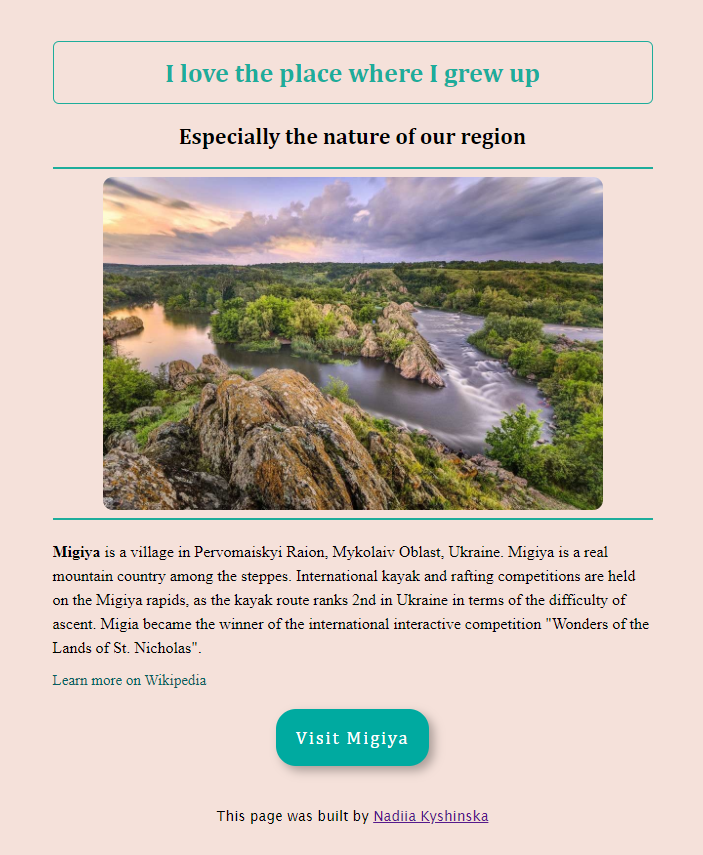 I love the place where I grew up
Especially the nature of our region
Migiya is a village in Pervomaiskyi Raion, Mykolaiv Oblast, Ukraine. Migiya is a real
mountain country among the steppes. International kayak and rafting competitions are held
on the Migiya rapids, as the kayak route ranks 2nd in Ukraine in terms of the difficulty of
ascent. Migia became the winner of the international interactive competition "Wonders of the
Lands of St. Nicholas".
Learn more on Wikipedia
Visit Migiya
This page was built by Nadiia Kyshinska